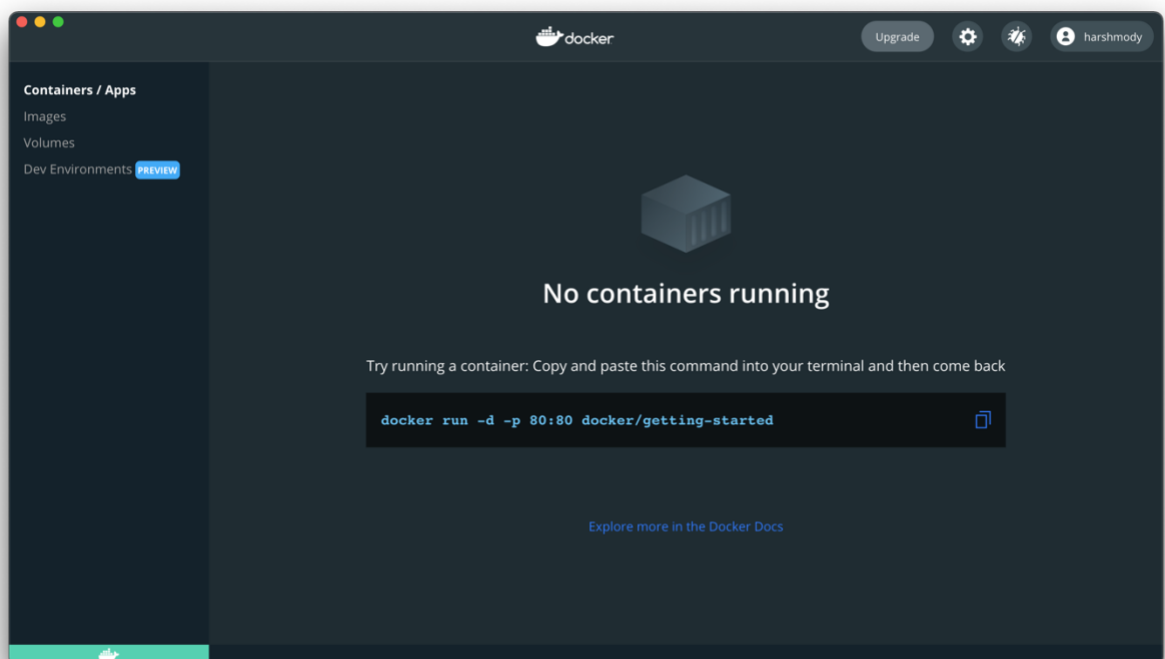 docker
Upgrade
harshmody
Containers / Apps
Images
Volumes
Dev Environments PREVIEW
No containers running
Try running a container: Copy and paste this command into your terminal and then come back
docker run -d -p 80:80 docker/getting-started
Explore more in the Docker Docs